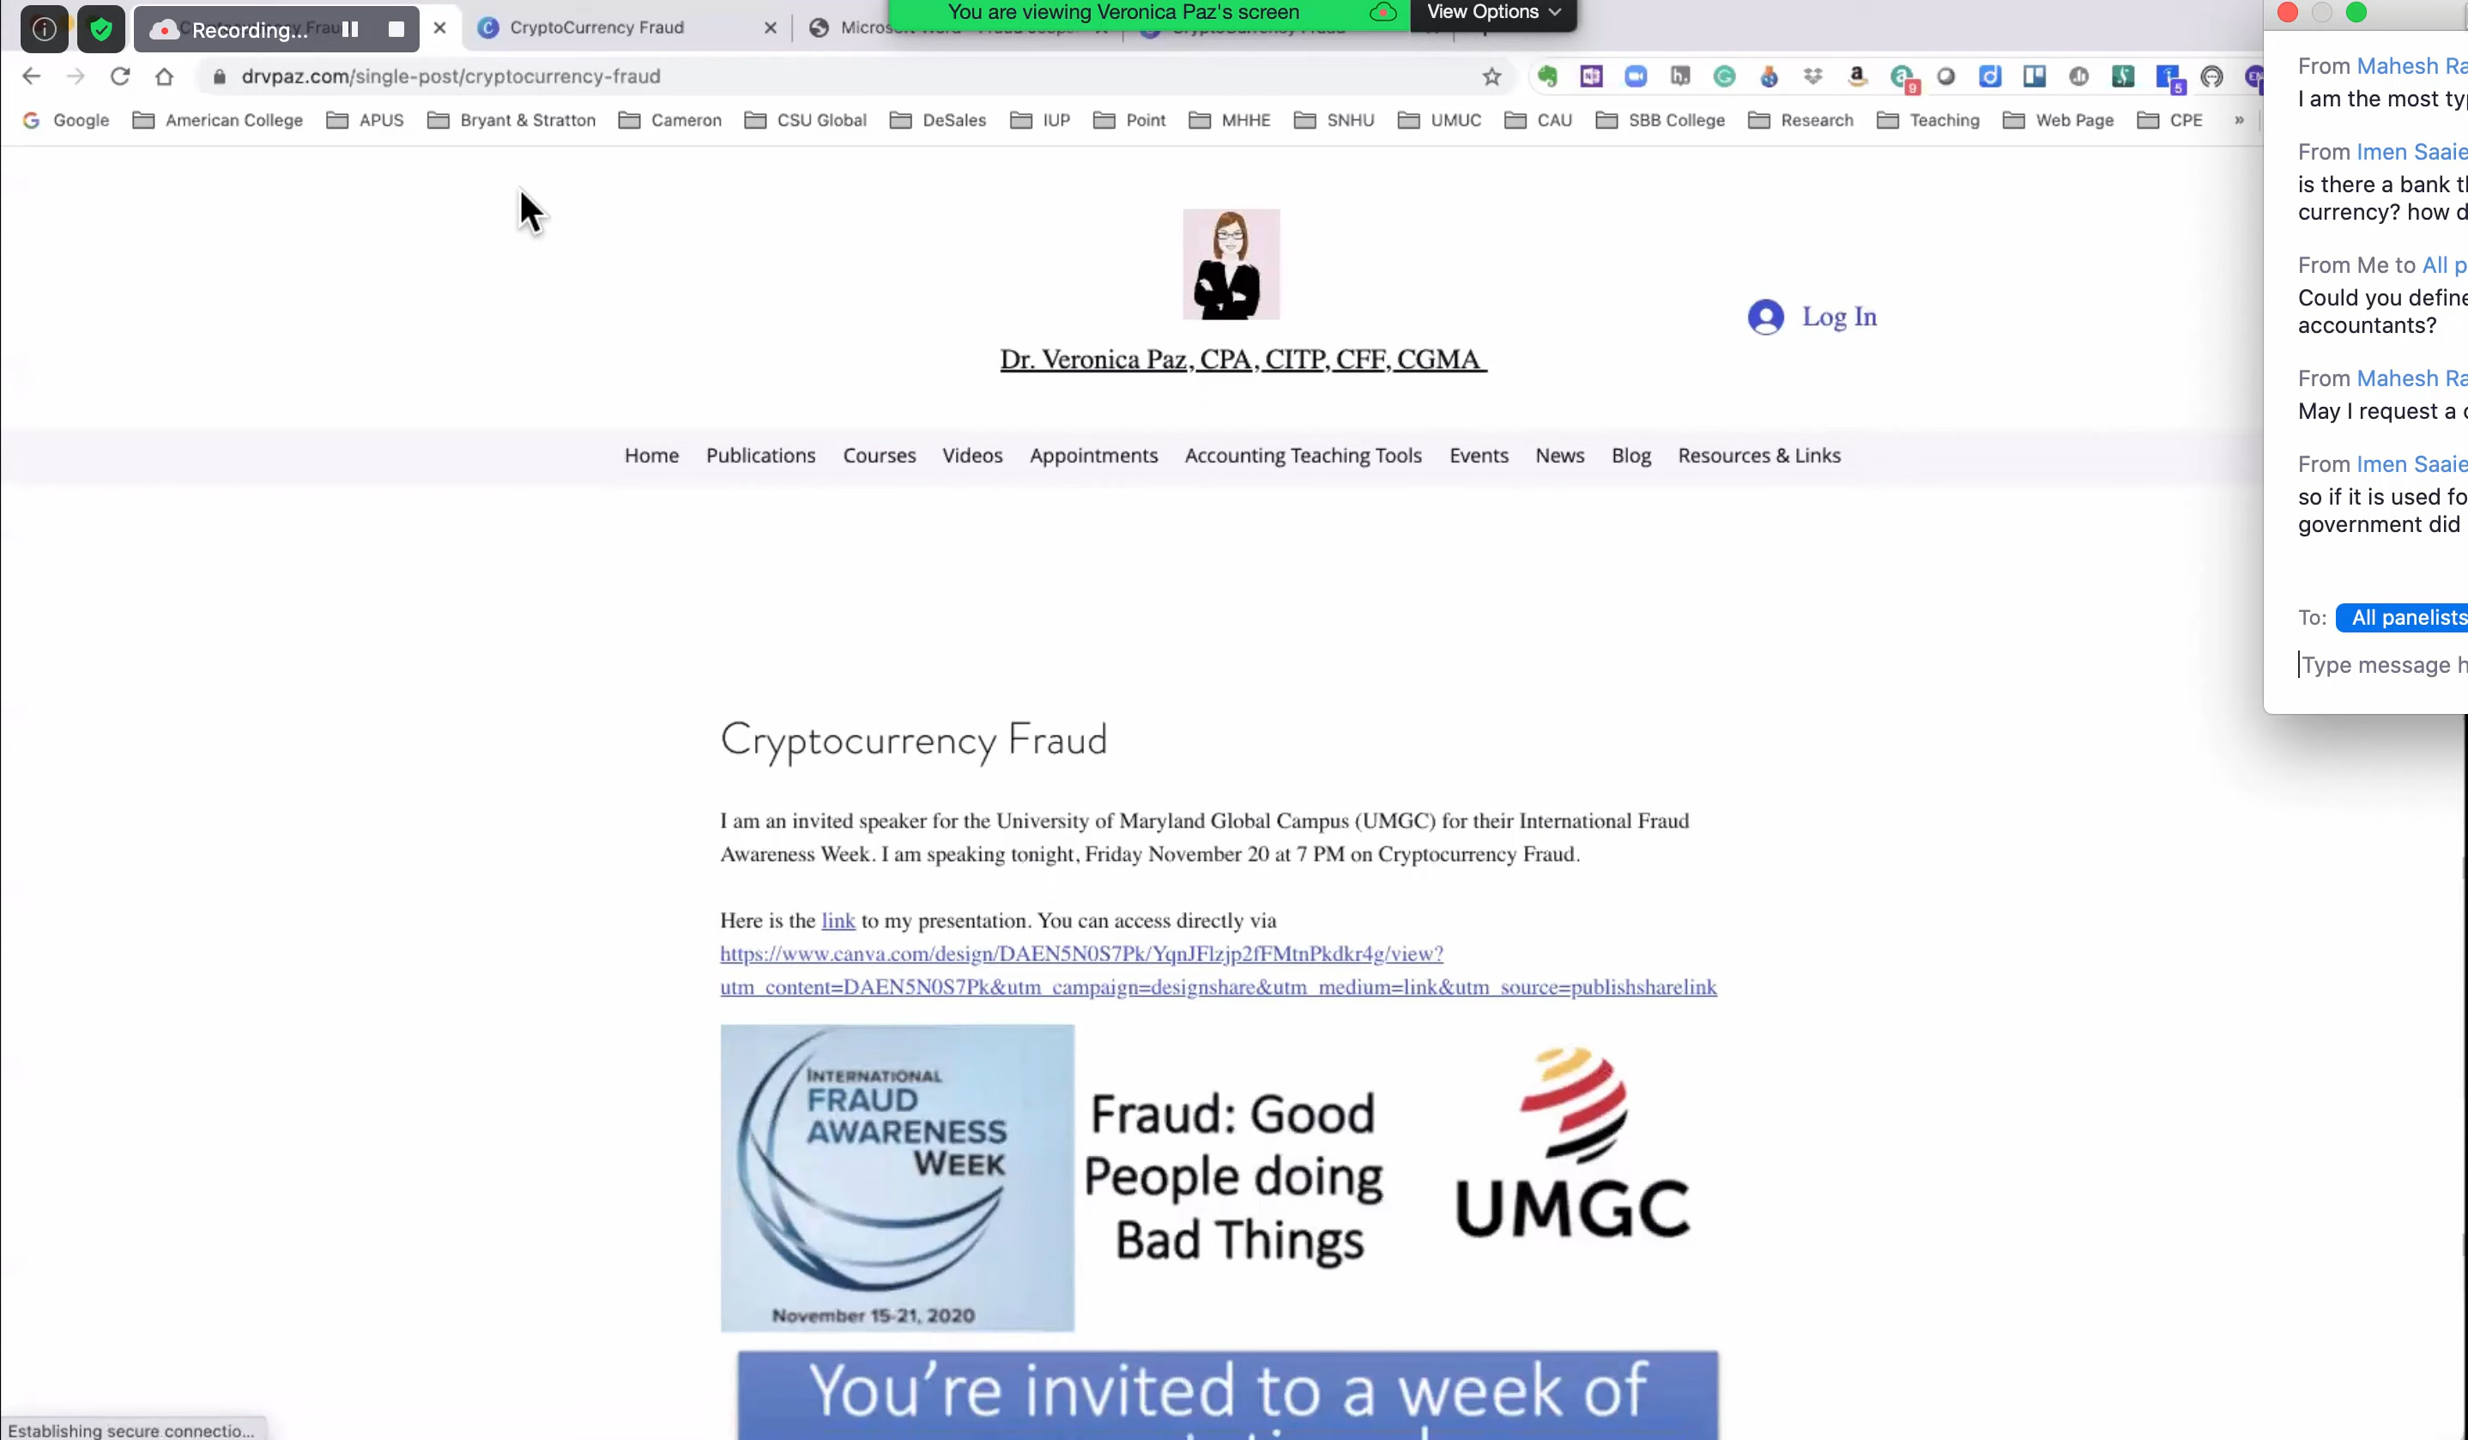 You are viewing Veronica Paz's screen
View Options
Recording...
CryptoCurrency Fraud
drvpaz.com/single-post/cryptocurrency-fraud
9
5
Google American College APUS Bryant & Stratton Cameron CSU Global DeSales IUP Point MHHE SNHU UMUC CAU SBB College Research Teaching Web Page CPE »
Log In
Dr. Veronica Paz, CPA, CITP, CFF, CGMA
Home Publications Courses Videos Appointments Accounting Teaching Tools Events News Blog Resources & Links
Cryptocurrency Fraud
I am an invited speaker for the University of Maryland Global Campus (UMGC) for their International Fraud
Awareness Week. I am speaking tonight, Friday November 20 at 7 PM on Cryptocurrency Fraud.
Here is the link to my presentation. You can access directly via
https://www.canva.com/design/DAEN5N0S7Pk/YqnJFlzjp2fFMtnPkdkr4g/view?
utm_content=DAEN5N0S7Pk&utm_campaign=designshare&utm_medium=link&utm_source=publishsharelink
INTERNATIONAL
FRAUD
AWARENESS
WEEK
November 15-21, 2020
Fraud: Good
People doing
Bad Things
UMGC
You're invited to a week of
Establishing secure connectio...
From Mahesh
I am the most
From Imen
is there a bank
currency? how
From Me to All
Could you
accountants?
From Mahesh
May I request a
From Imen
so if it is used
government did
To: All panelists
Type message